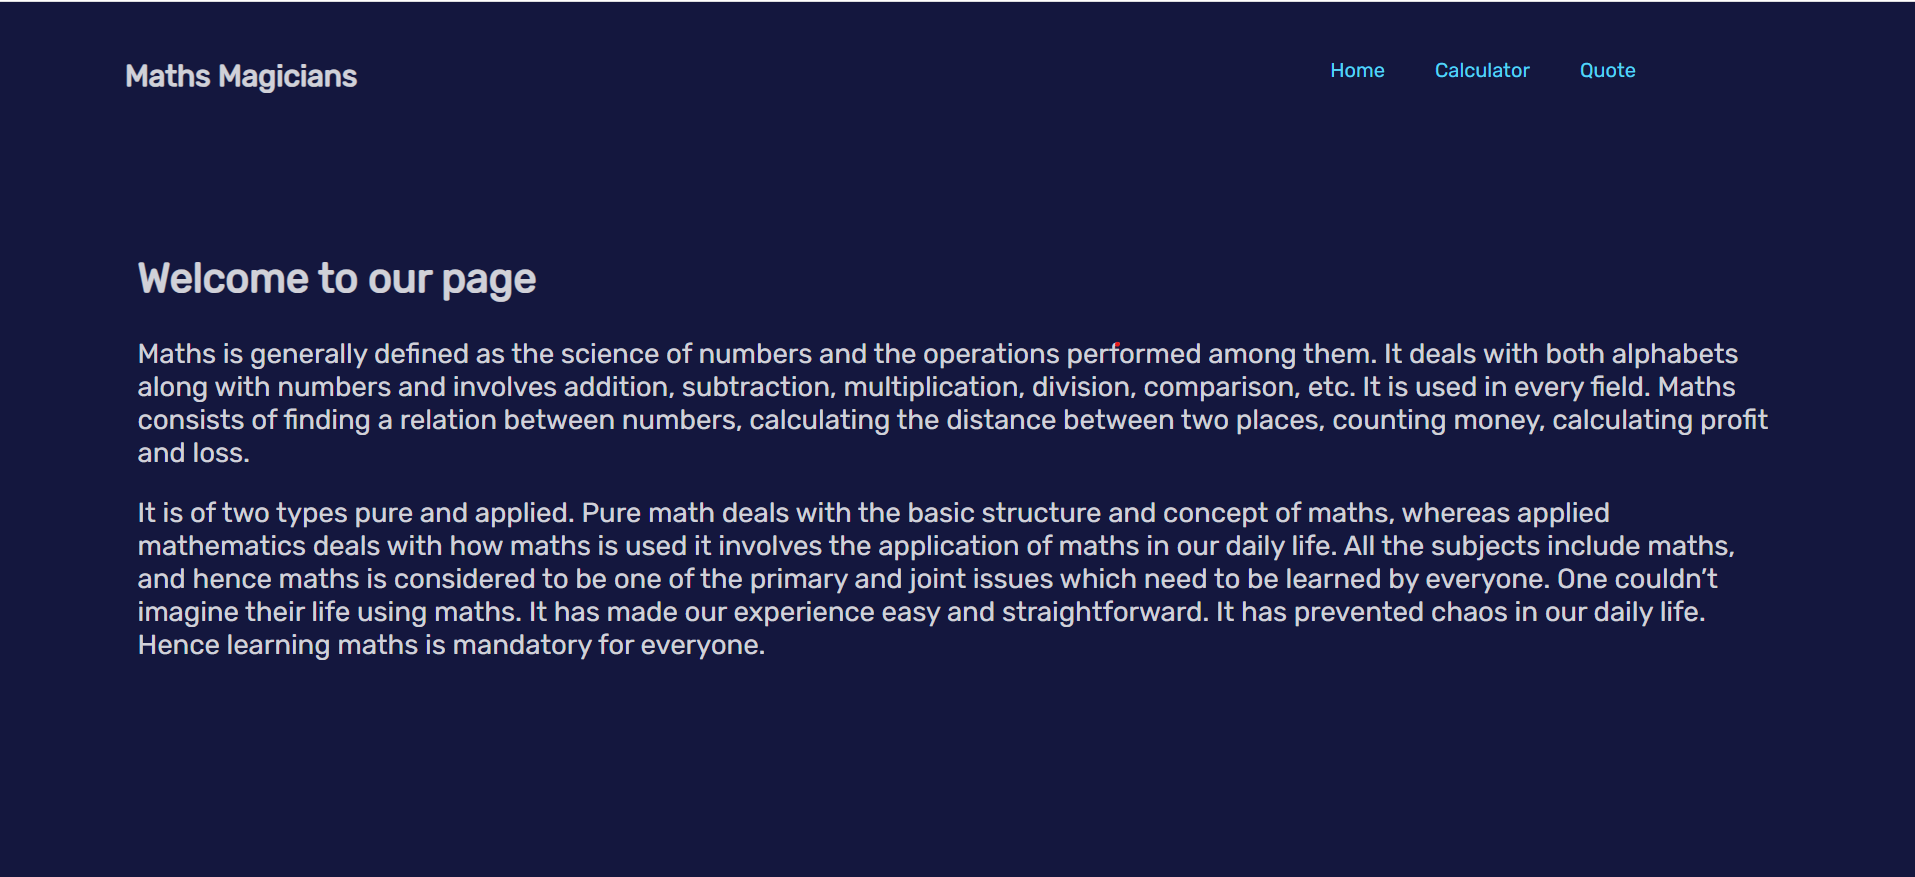 Maths Magicians
Home Calculator Quote
Welcome to our page
Maths is generally defined as the science of numbers and the operations performed among them. It deals with both alphabets
along with numbers and involves addition, subtraction, multiplication, division, comparison, etc. It is used in every field. Maths
consists of finding a relation between numbers, calculating the distance between two places, counting money, calculating profit
and loss.
It is of two types pure and applied. Pure math deals with the basic structure and concept of maths, whereas applied
mathematics deals with how maths is used it involves the application of maths in our daily life. All the subjects include maths,
and hence maths is considered to be one of the primary and joint issues which need to be learned by everyone. One couldn’t
imagine their life using maths. It has made our experience easy and straightforward. It has prevented chaos in our daily life.
Hence learning maths is mandatory for everyone.